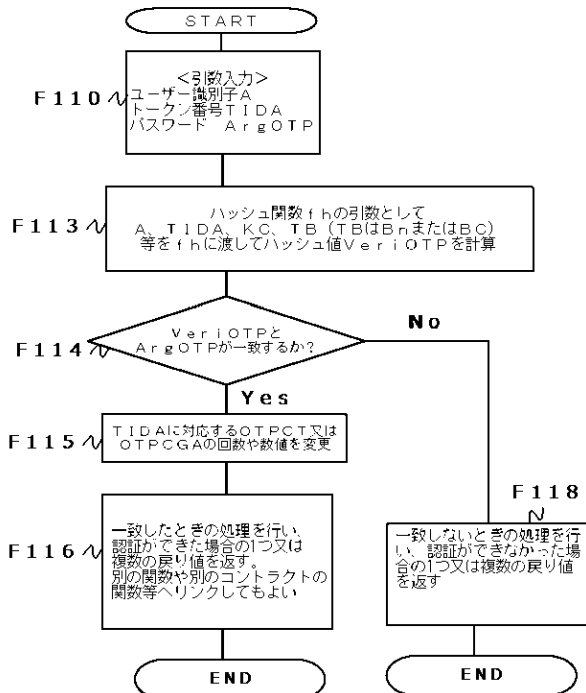 START
F110
<引数入力>
ユーザー識別子A
トークン番号TIDA
パスワード ArgOTP
F113
ハッシュ関数fhの引数として
A、TIDA、KC、TB(TBはBnまたはBC)
等をfhに渡してハッシュ値VeriOTPを計算
F114
VeriOTPと
ArgOTPが一致するか?
No
Yes
F115
TIDAに対応するOTPCT又は
OTPCGAの回数や数値を変更
F116
一致したときの処理を行い、
認証ができた場合の1つ又は
複数の戻り値を返す。
別の関数や別のコントラクトの
関数等へリンクしてもよい
F118
一致しないときの処理を行
い、認証ができなかった場
合の1つ又は複数の戻り値
を返す
END
END